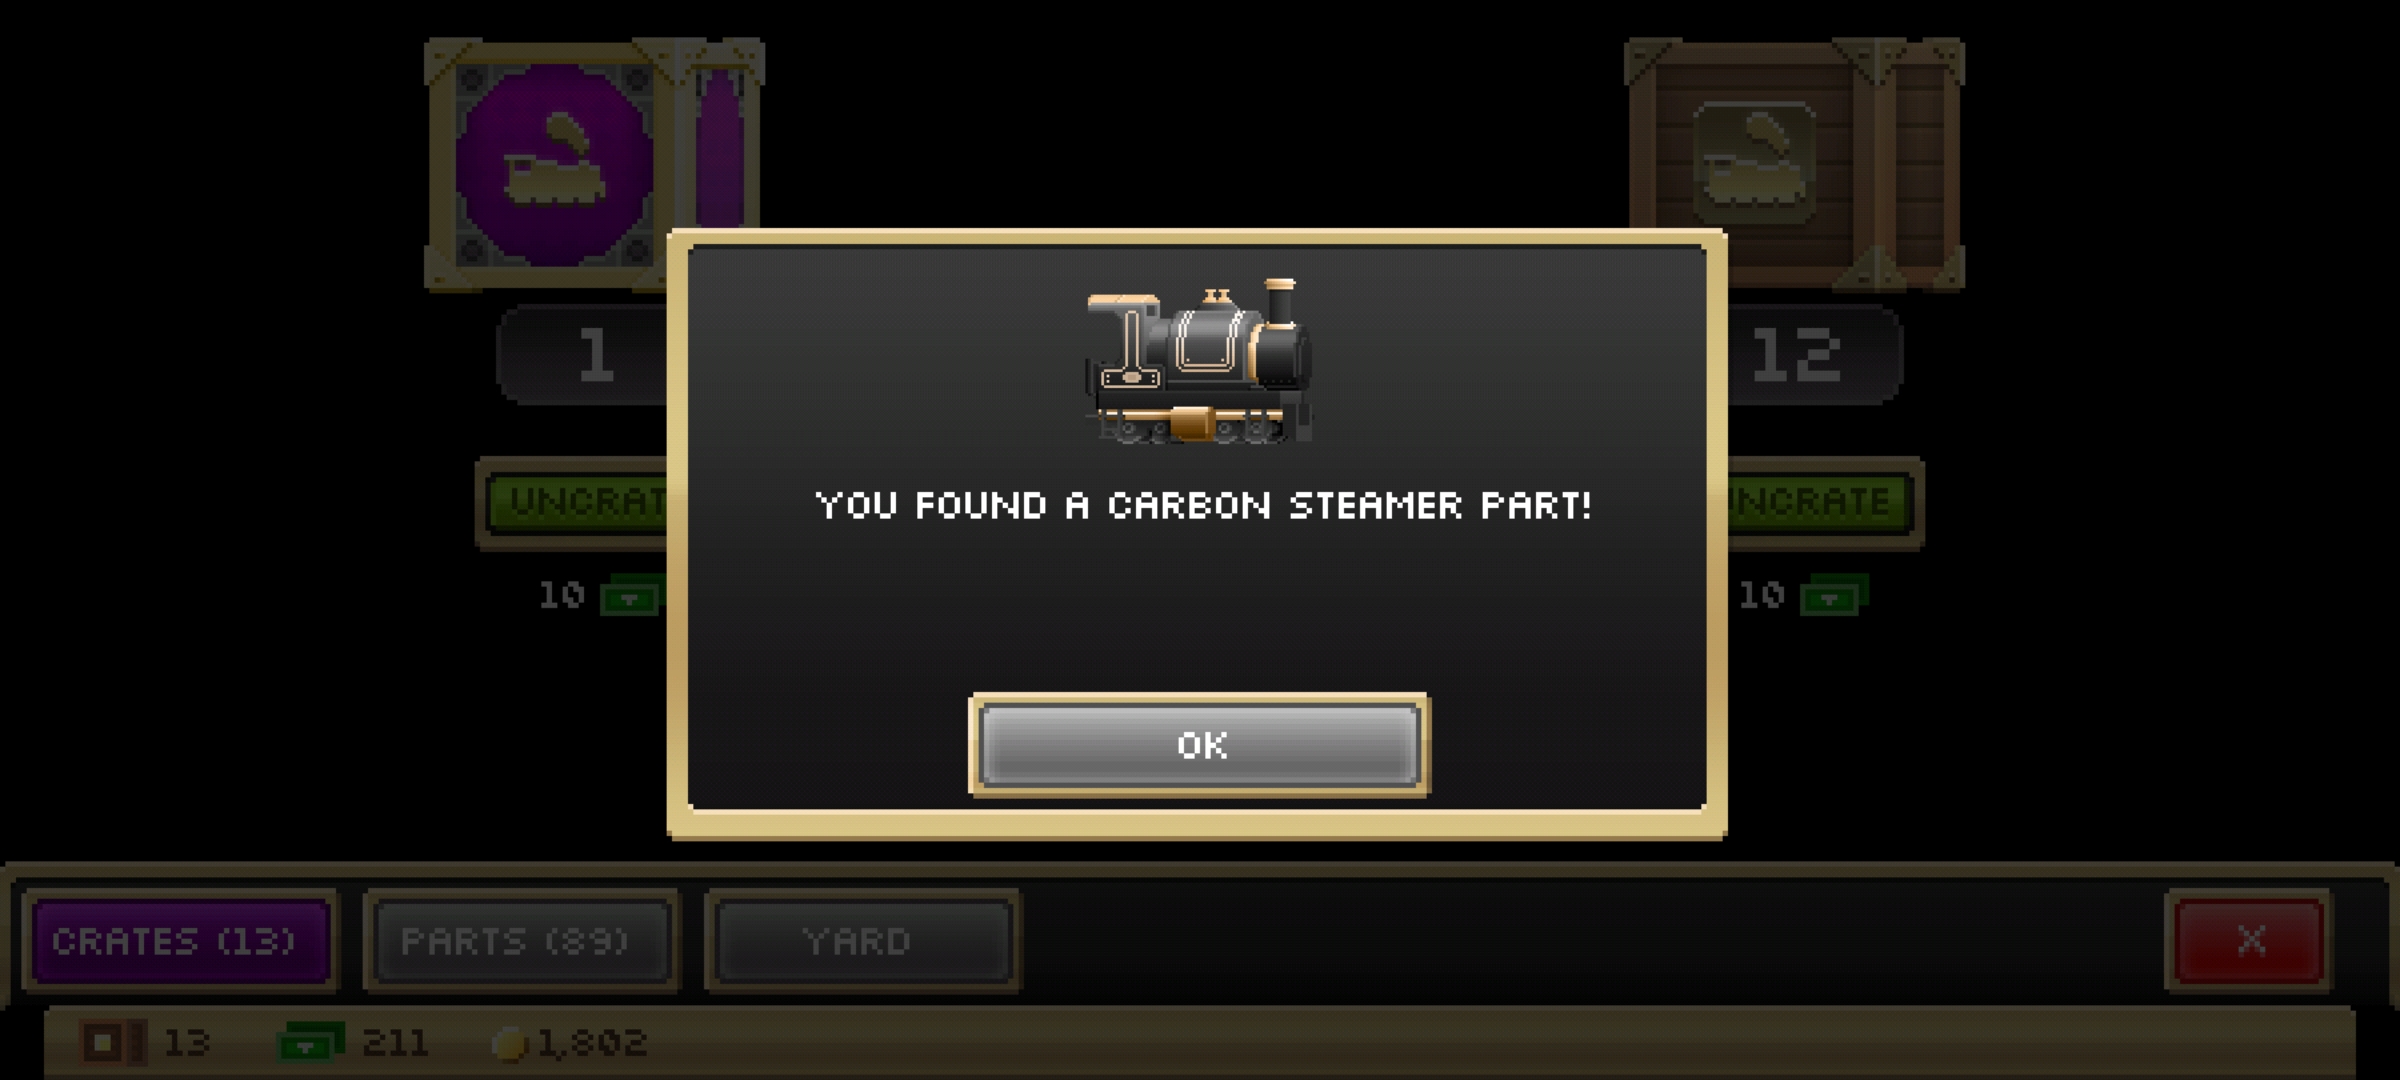 1
12
YOU FOUND A CARBON STEAMER PART!
UNCRAT
NCRATE
10
10
OK
CRATES (13)
PARTS (89)
YARD
X
13
211
1,802